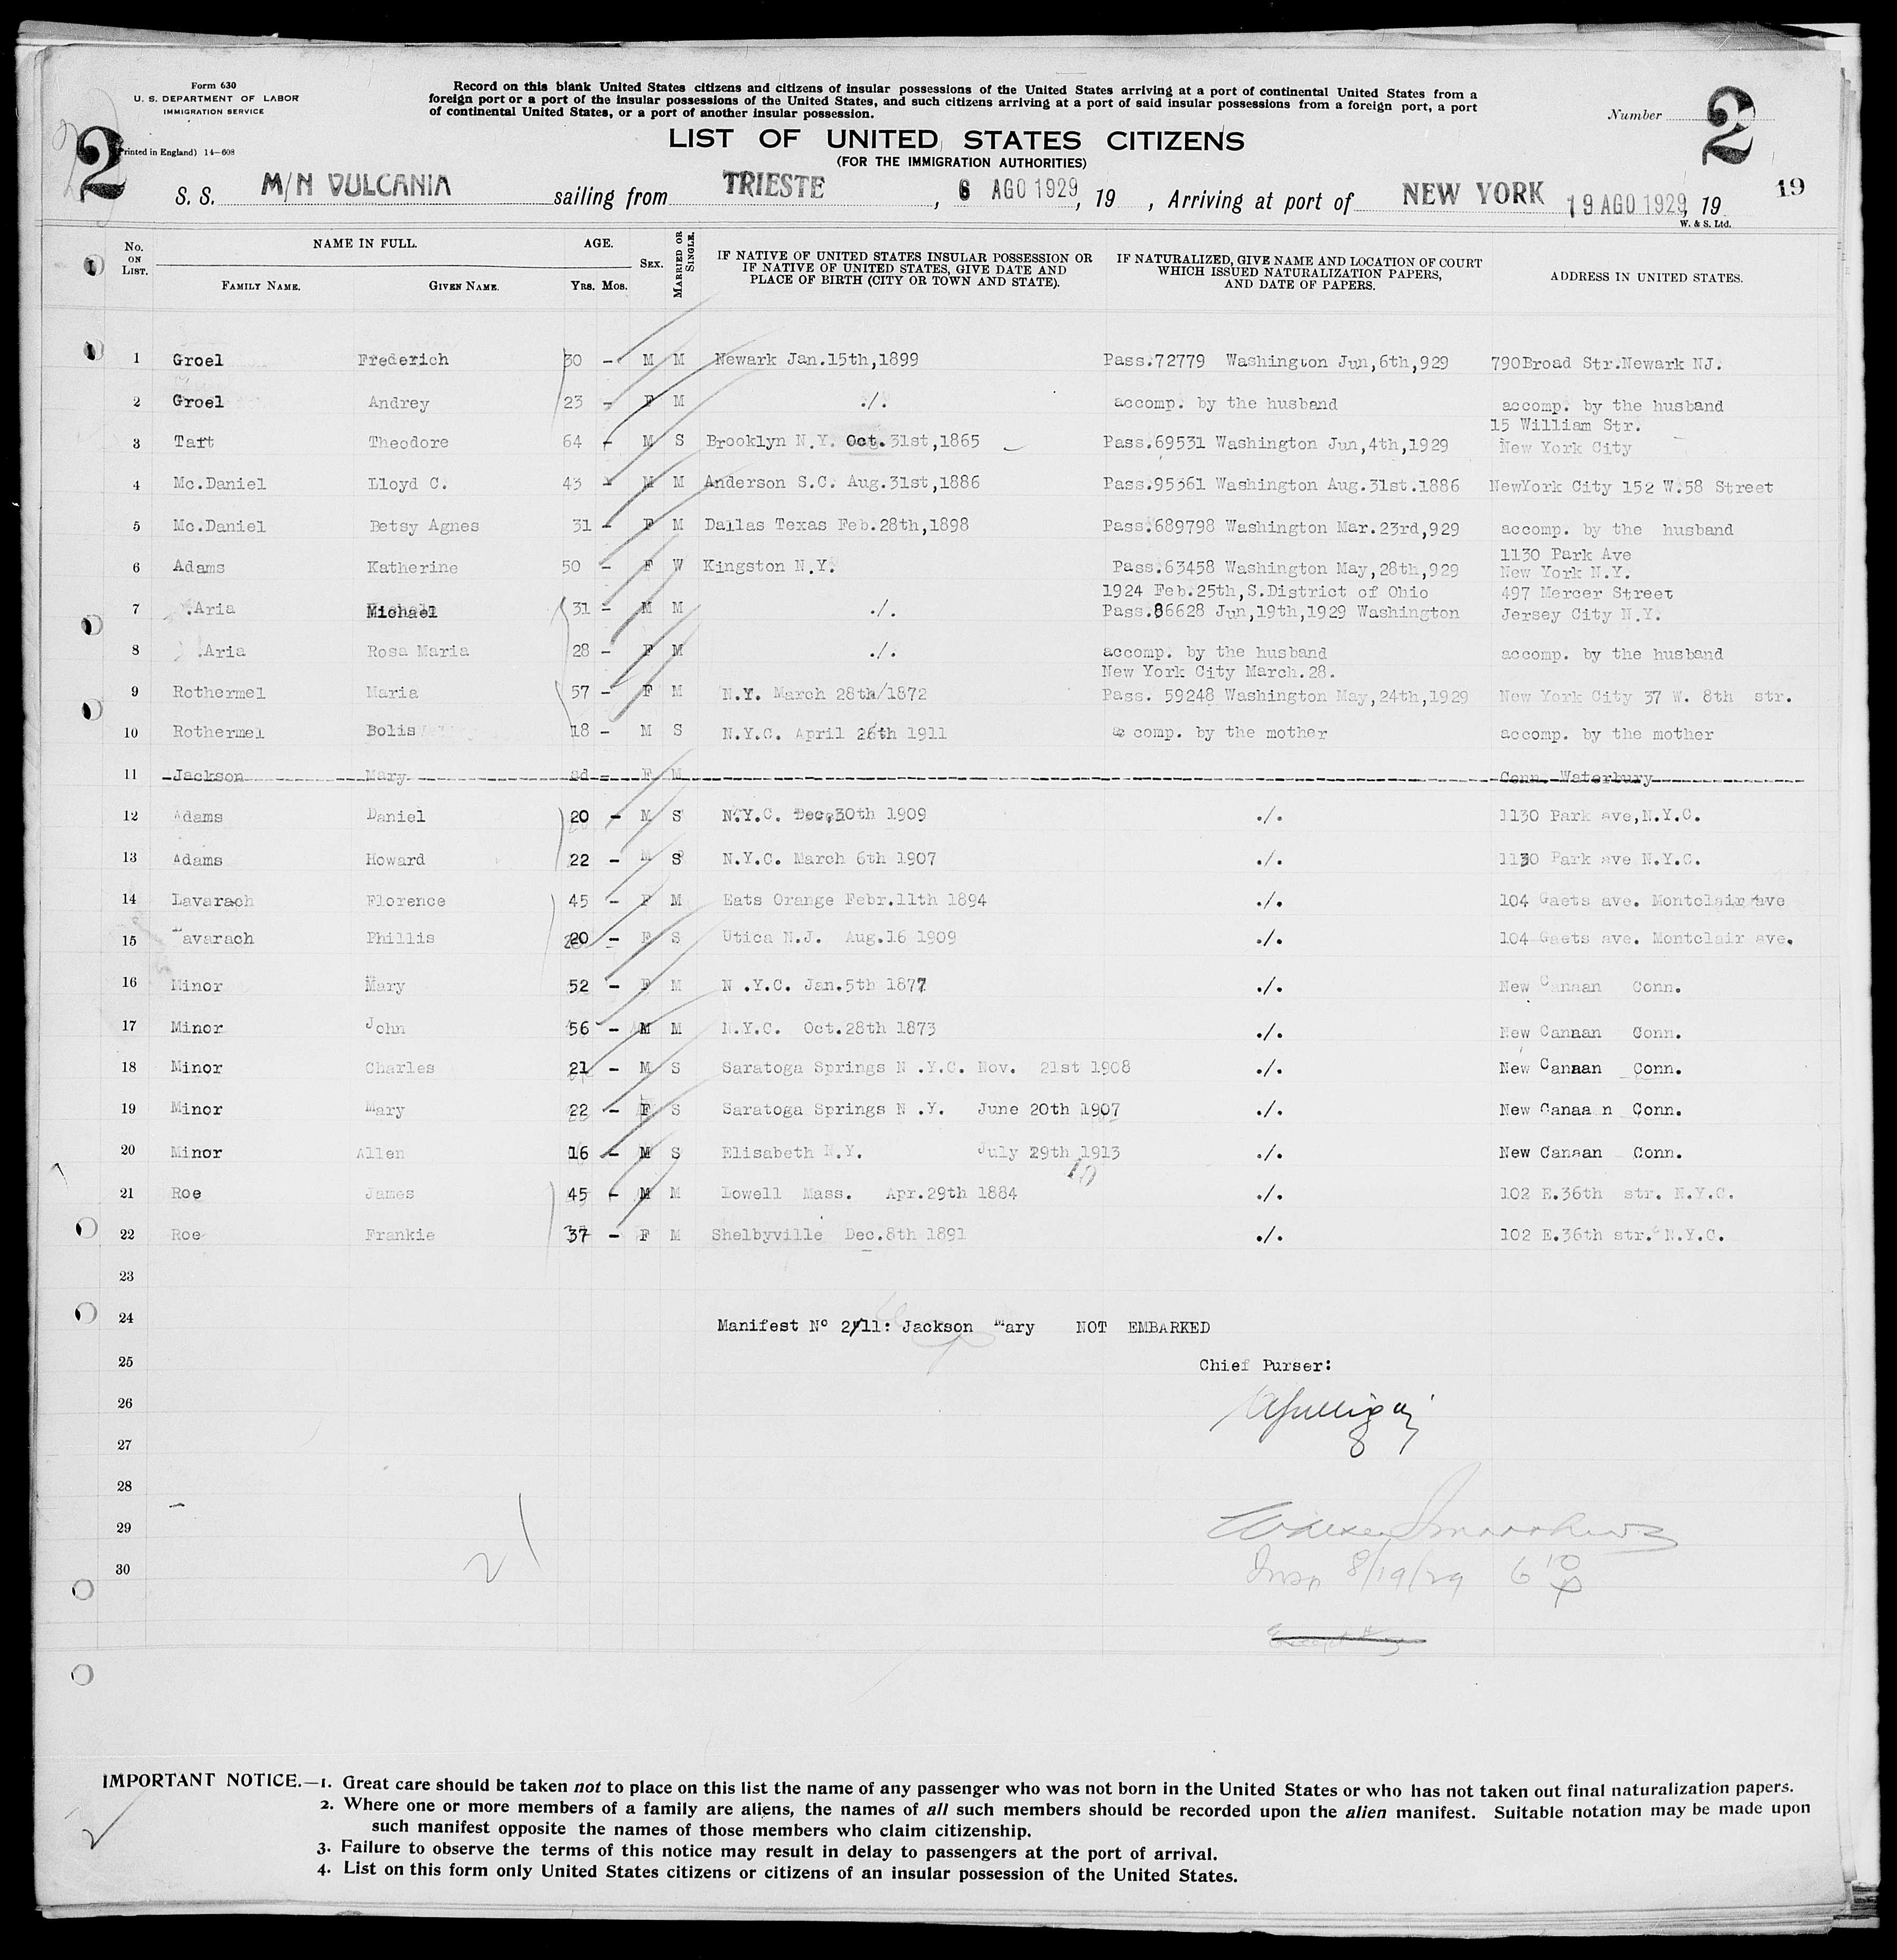 Form 630
U. S. DEPARTMENT OF LABOR
IMMIGRATION SERVICE
(Printed in England) 14—608
2
Record on this blank United States citizens and citizens of insular possessions of the United States arriving at a port of continental United States from a
foreign port or a port of the insular possessions of the United States, and such citizens arriving at a port of said insular possessions from a foreign port, a port
of continental United States, or a port of another insular possession.
Number 2
LIST OF UNITED STATES CITIZENS
(FOR THE IMMIGRATION AUTHORITIES)
S. S. M/N VULCANIA sailing from TRIESTE, 6 AGO 1929, 19 , Arriving at port of NEW YORK 19 AGO 1929, 19
19
W. & S. Ltd.
No. ON LIST. NAME IN FULL. FAMILY NAME. GIVEN NAME. AGE. Yrs. Mos. SEX. MARRIED OR SINGLE. IF NATIVE OF UNITED STATES INSULAR POSSESSION OR IF NATIVE OF UNITED STATES, GIVE DATE AND PLACE OF BIRTH (CITY OR TOWN AND STATE). IF NATURALIZED, GIVE NAME AND LOCATION OF COURT WHICH ISSUED NATURALIZATION PAPERS, AND DATE OF PAPERS. ADDRESS IN UNITED STATES.
1 Groel Frederich 30 - M M Newark Jan.15th,1899 Pass.72779 Washington Jun,6th,929 790Broad Str.Newark NJ.
2 Groel Andrey 23 - F M ./. accomp. by the husband accomp. by the husband
15 William Str.
3 Taft Theodore 64 - M S Brooklyn N.Y. Oct.31st,1865 Pass.69531 Washington Jun,4th,1929 New York City
4 Mc.Daniel Lloyd C. 43 - M M Anderson S.C. Aug.31st,1886 Pass.95361 Washington Aug.31st.1886 NewYork City 152 W.58 Street
5 Mc.Daniel Betsy Agnes 31 - F M Dallas Texas Feb.28th,1898 Pass.689798 Washington Mar.23rd,929 accomp. by the husband
1130 Park Ave
6 Adams Katherine 50 - F W Kingston N.Y. Pass.63458 Washington May,28th,929 New York N.Y.
1924 Feb.25th,S.District of Ohio 497 Mercer Street
7 .Aria Michael 31 - M M ./. Pass.86628 Jun,19th,1929 Washington Jersey City N.Y.
8 .Aria Rosa Maria 28 - F M ./. accomp. by the husband accomp. by the husband
New York City March.28.
9 Rothermel Maria 57 - F M N.Y. March 28th/1872 Pass. 59248 Washington May,24th,1929 New York City 37 W. 8th str.
10 Rothermel Bolis 18 - M S N.Y.C. April 26th 1911 comp. by the mother accomp. by the mother
11 Jackson Mary ad - F M Conn. Waterbury
12 Adams Daniel 20 - M S N.Y.C. Dec,30th 1909 ./. 1130 Park ave,N.Y.C.
13 Adams Howard 22 - M S N.Y.C. March 6th 1907 ./. 1130 Park ave N.Y.C.
14 Lavarach Florence 45 - F M Eats Orange Febr.11th 1894 ./. 104 Gaets ave. Montclair ave
15 Lavarach Phillis 20 - F S Utica N.J. Aug.16 1909 ./. 104 Gaets ave. Montclair ave.
16 Minor Mary 52 - F M N .Y.C. Jan.5th 1877 ./. New Canaan Conn.
17 Minor John 56 - M M N.Y.C. Oct.28th 1873 ./. New Canaan Conn.
18 Minor Charles 21 - M S Saratoga Springs N .Y.C. Nov. 21st 1908 ./. New Canaan Conn.
19 Minor Mary 22 - F S Saratoga Springs N .Y. June 20th 1907 ./. New Canaa n Conn.
20 Minor Allen 16 - M S Elisabeth N.Y. July 29th 1913 ./. New Canaan Conn.
10
21 Roe James 45 - M M Lowell Mass. Apr.29th 1884 ./. 102 E.36th str. N.Y.C.
22 Roe Frankie 37 - F M Shelbyville Dec.8th 1891 ./. 102 E.36th str. N.Y.C.
23
24 Manifest Nº 2/11: Jackson Mary NOT EMBARKED
25 Chief Purser:
26
27
28
29
30
21
8/19/29 6 10 P
IMPORTANT NOTICE.—1. Great care should be taken not to place on this list the name of any passenger who was not born in the United States or who has not taken out final naturalization papers.
2. Where one or more members of a family are aliens, the names of all such members should be recorded upon the alien manifest. Suitable notation may be made upon
such manifest opposite the names of those members who claim citizenship.
3. Failure to observe the terms of this notice may result in delay to passengers at the port of arrival.
4. List on this form only United States citizens or citizens of an insular possession of the United States.